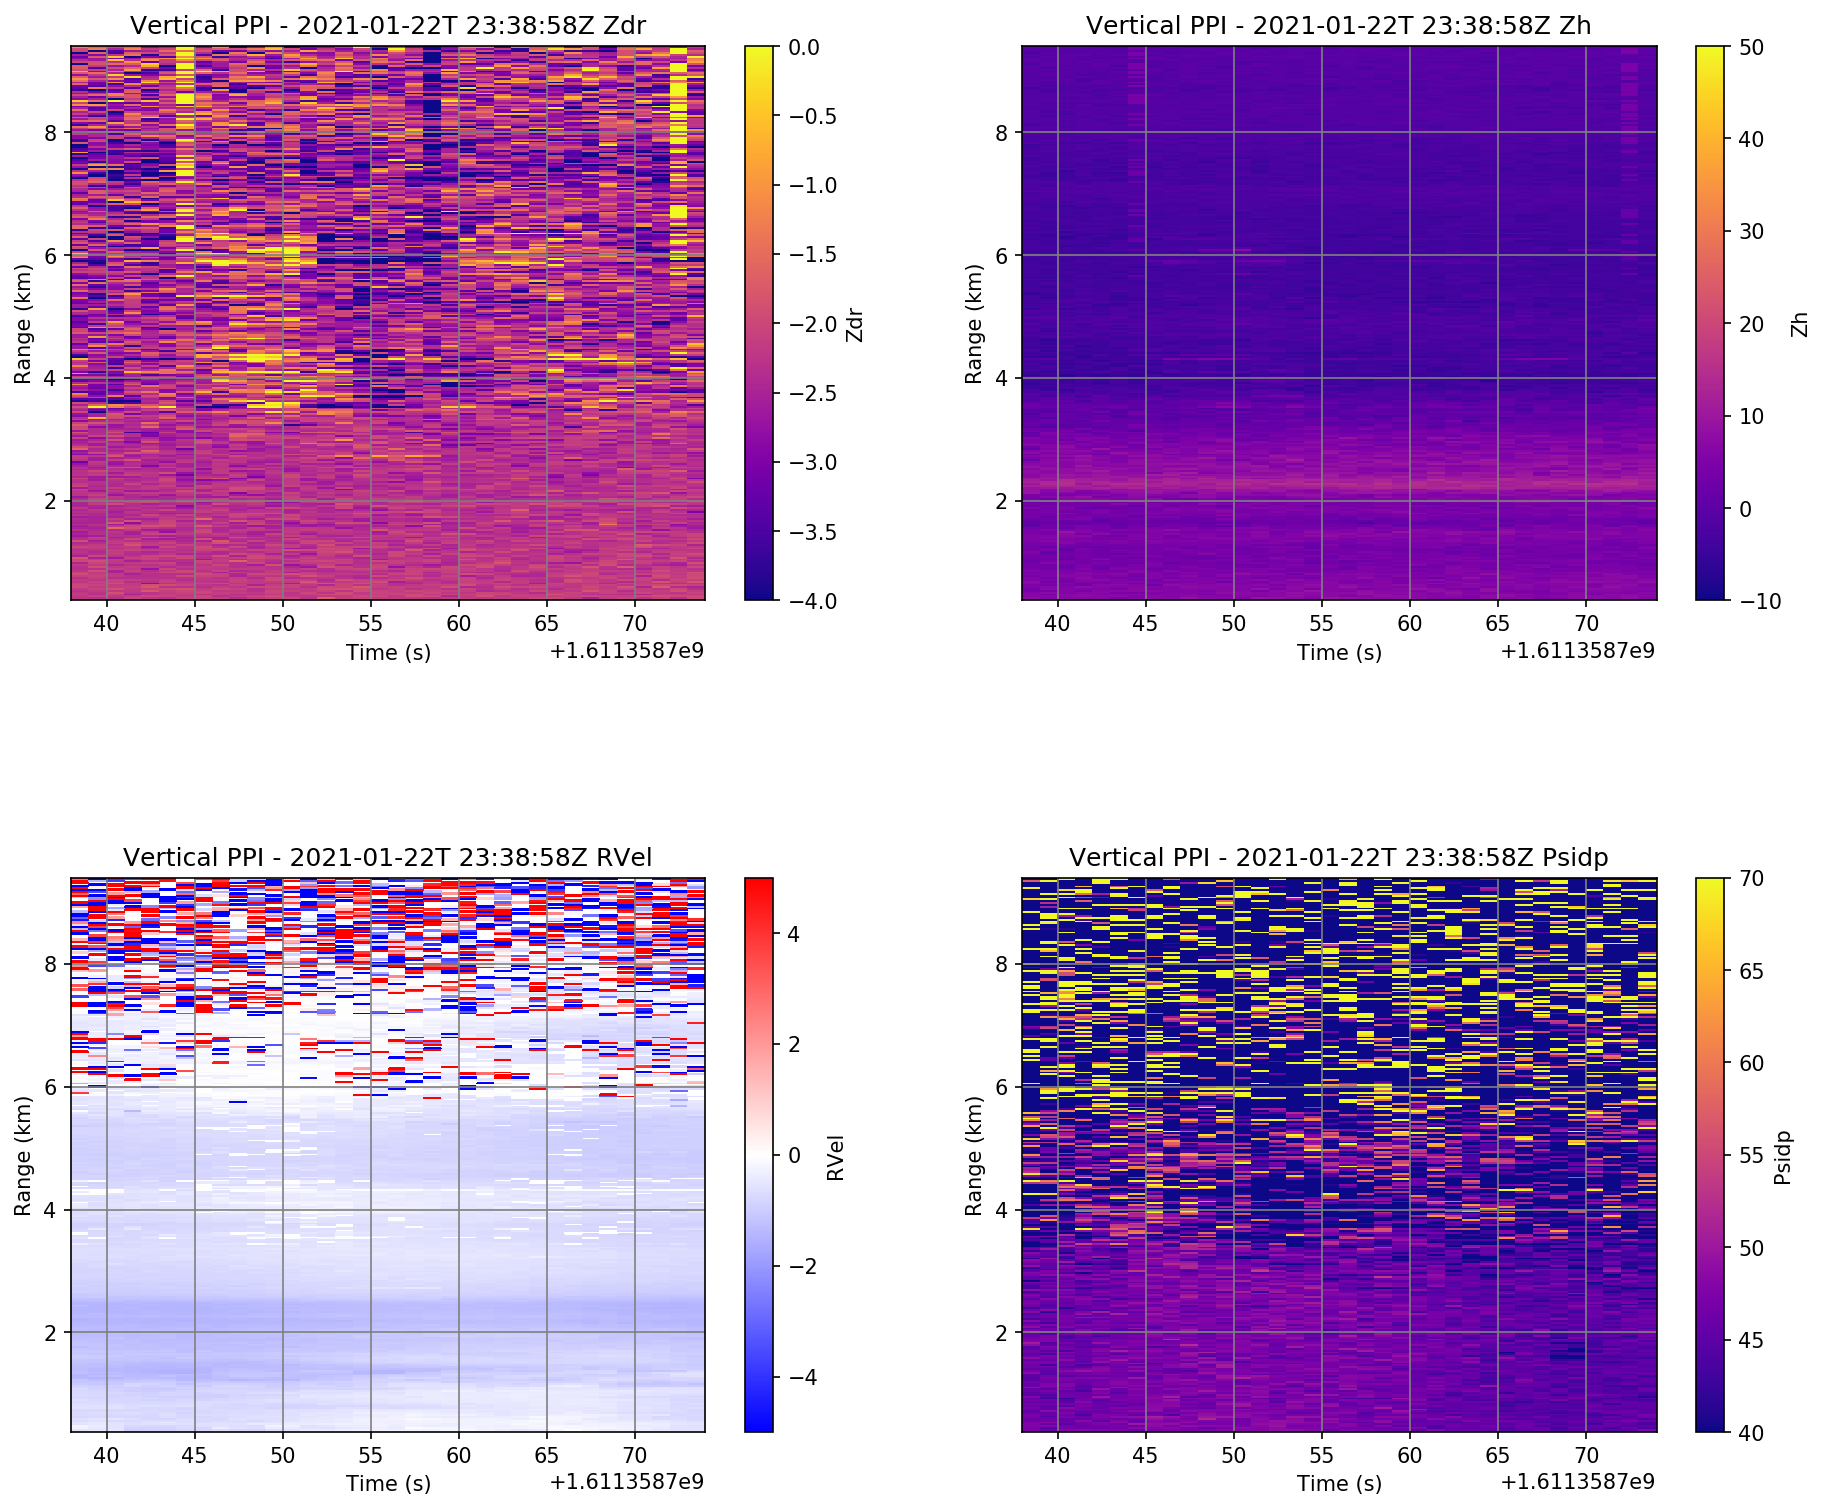 Vertical PPI - 2021-01-22T 23:38:58Z Zdr
Range (km)
8
6
4
2
40 45 50 55 60 65 70
Time (s)
+1.6113587e9
0.0
−0.5
−1.0
−1.5
−2.0
−2.5
−3.0
−3.5
−4.0
Zdr
Vertical PPI - 2021-01-22T 23:38:58Z Zh
Range (km)
8
6
4
2
40 45 50 55 60 65 70
Time (s)
+1.6113587e9
50
40
30
20
10
0
−10
Zh
Vertical PPI - 2021-01-22T 23:38:58Z RVel
Range (km)
8
6
4
2
40 45 50 55 60 65 70
Time (s)
+1.6113587e9
4
2
0
−2
−4
RVel
Vertical PPI - 2021-01-22T 23:38:58Z Psidp
Range (km)
8
6
4
2
40 45 50 55 60 65 70
Time (s)
+1.6113587e9
70
65
60
55
50
45
40
Psidp